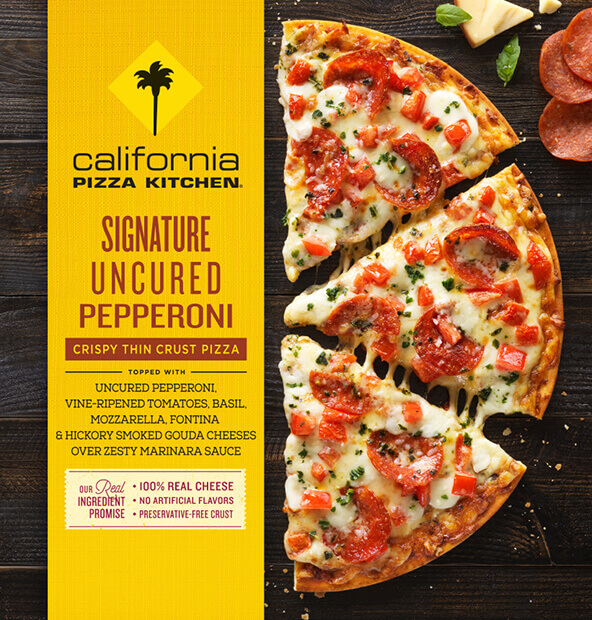 california
PIZZA KITCHEN®
SIGNATURE
UNCURED
PEPPERONI
CRISPY THIN CRUST PIZZA
TOPPED WITH
UNCURED PEPPERONI,
VINE-RIPENED TOMATOES, BASIL,
MOZZARELLA, FONTINA
& HICKORY SMOKED GOUDA CHEESES
OVER ZESTY MARINARA SAUCE
OUR Real
INGREDIENT
PROMISE
• 100% REAL CHEESE
• NO ARTIFICIAL FLAVORS
• PRESERVATIVE-FREE CRUST